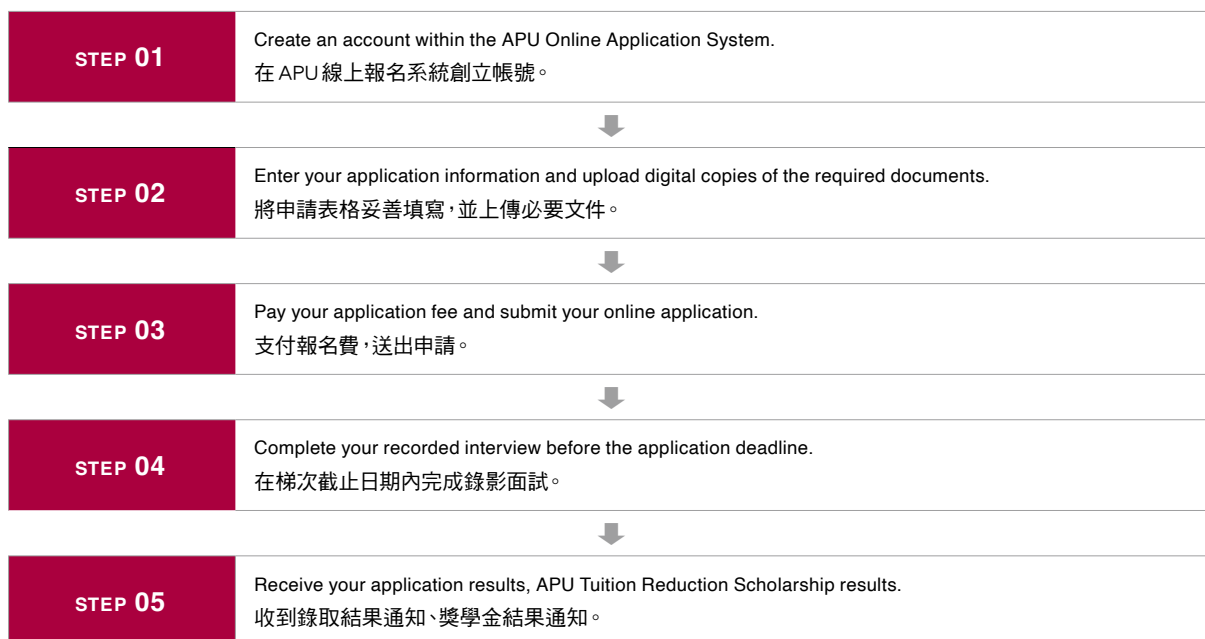 STEP 01
Create an account within the APU Online Application System.
在 APU 線上報名系統創立帳號。
STEP 02
Enter your application information and upload digital copies of the required documents.
將申請表格妥善填寫，並上傳必要文件。
STEP 03
Pay your application fee and submit your online application.
支付報名費，送出申請。
STEP 04
Complete your recorded interview before the application deadline.
在梯次截止日期內完成錄影面試。
STEP 05
Receive your application results, APU Tuition Reduction Scholarship results.
收到錄取結果通知、獎學金結果通知。